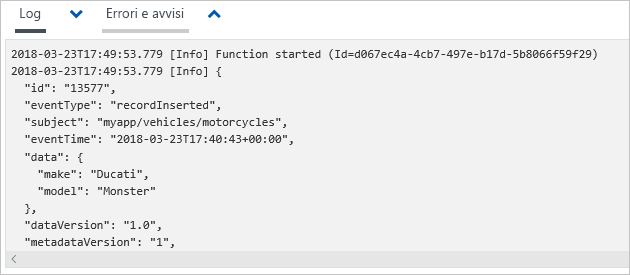 Log Errori e avvisi
2018-03-23T17:49:53.779 [Info] Function started (Id=d067ec4a-4cb7-497e-b17d-5b8066f59f29)
2018-03-23T17:49:53.779 [Info] {
  "id": "13577",
  "eventType": "recordInserted",
  "subject": "myapp/vehicles/motorcycles",
  "eventTime": "2018-03-23T17:40:43+00:00",
  "data": {
    "make": "Ducati",
    "model": "Monster"
  },
  "dataVersion": "1.0",
  "metadataVersion": "1",